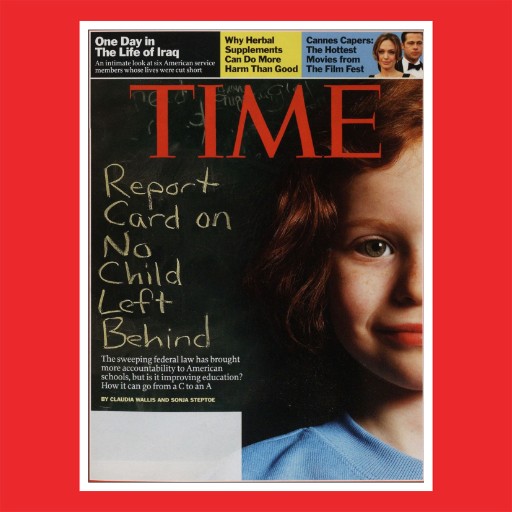 One Day in
The Life of Iraq
An intimate look at six American service
members whose lives were cut short
Why Herbal
Supplements
Can Do More
Harm Than Good
Cannes Capers:
The Hottest
Movies from
The Film Fest
TIME
Report
Card on
No
Child
Left
Behind
The sweeping federal law has brought
more accountability to American
schools, but is it improving education?
How it can go from a C to an A
BY CLAUDIA WALLIS AND SONJA STEPTOE